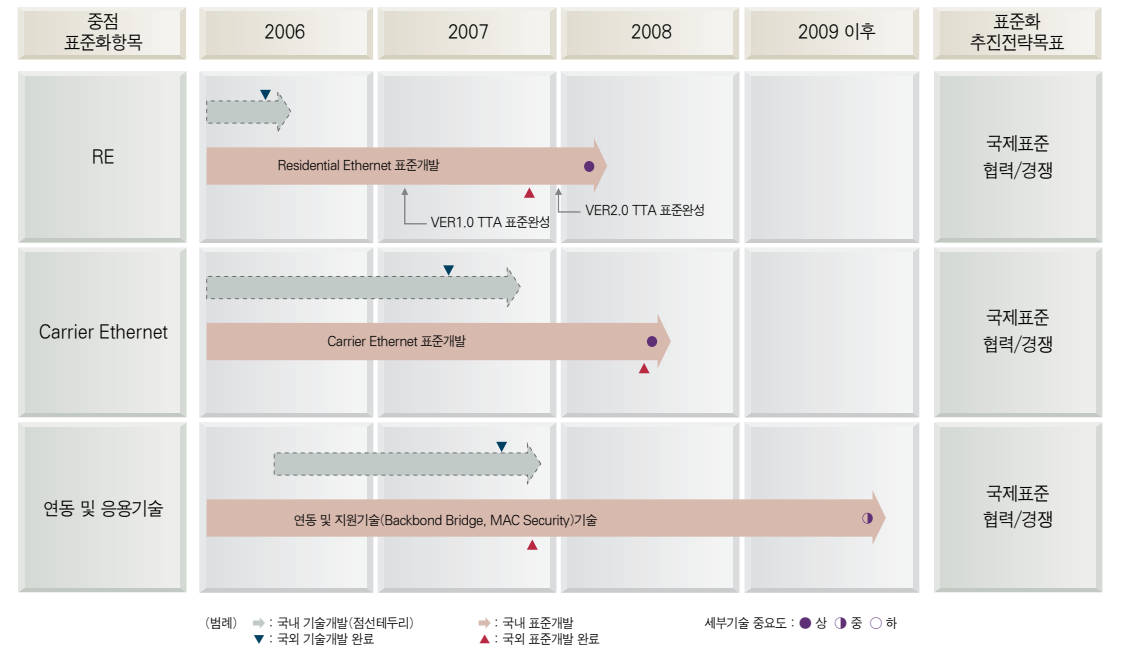 중점
표준화항목
2006
2007
2008
2009 이후
표준화
추진전략목표
RE
Residential Ethernet 표준개발
VER1.0 TTA 표준완성
VER2.0 TTA 표준완성
국제표준
협력/경쟁
Carrier Ethernet
Carrier Ethernet 표준개발
국제표준
협력/경쟁
연동 및 응용기술
연동 및 지원기술(Backbond Bridge, MAC Security)기술
국제표준
협력/경쟁
(범례) : 국내 기술개발(점선테두리) : 국내 표준개발 세부기술 중요도 : 상 중 하
▼ : 국외 기술개발 완료 ▲ : 국외 표준개발 완료